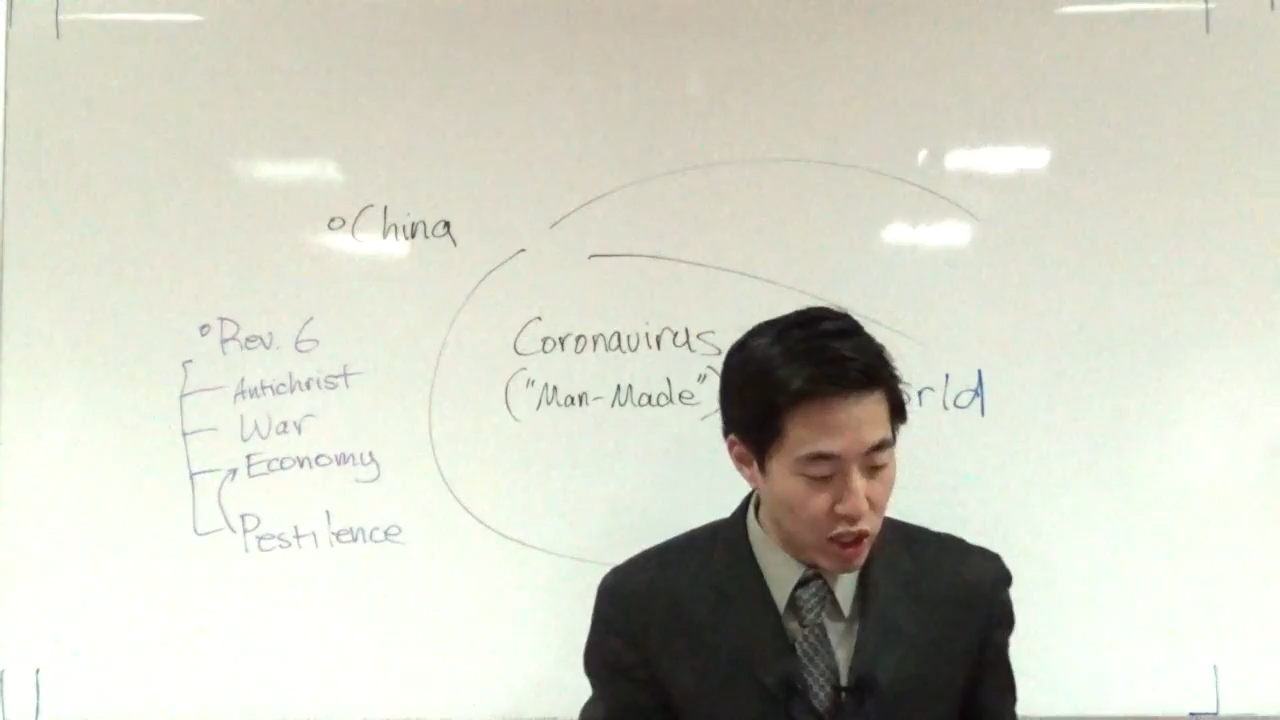 China
Rev. 6
Antichrist
War
Economy
Pestilence
Coronavirus
("Man-Made")